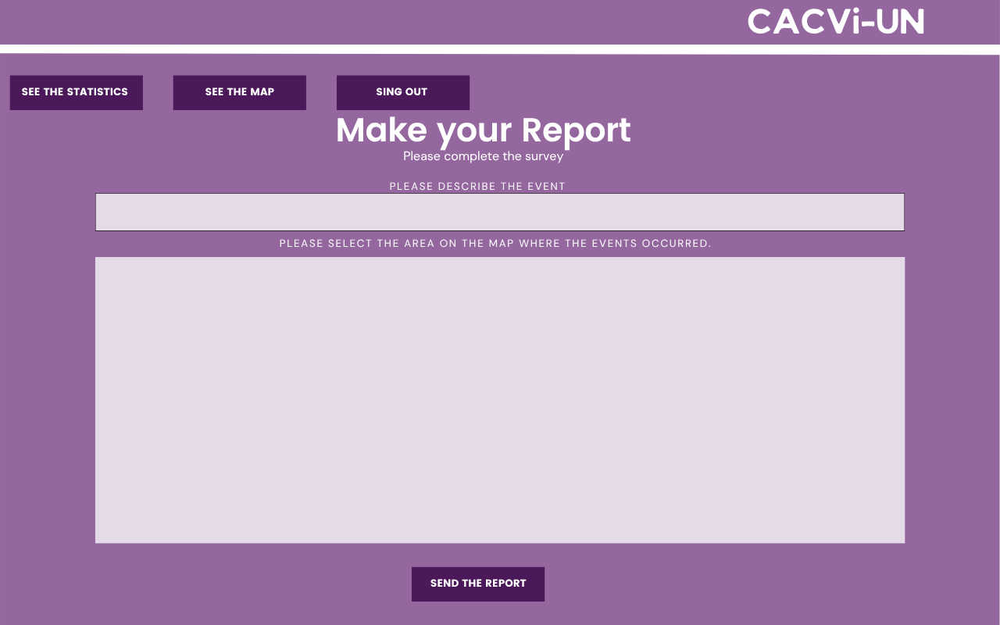 CACVi-UN
SEE THE STATISTICS
SEE THE MAP
SING OUT
Make your Report
Please complete the survey
PLEASE DESCRIBE THE EVENT
PLEASE SELECT THE AREA ON THE MAP WHERE THE EVENTS OCCURRED.
SEND THE REPORT